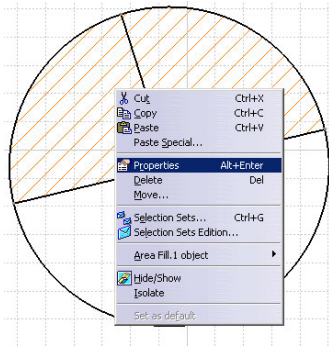 Cut Ctrl+X
Copy Ctrl+C
Paste Ctrl+V
Paste Special...
Properties Alt+Enter
Delete Del
Move...
Selection Sets... Ctrl+G
Selection Sets Edition...
Area Fill.1 object
Hide/Show
Isolate
Set as default